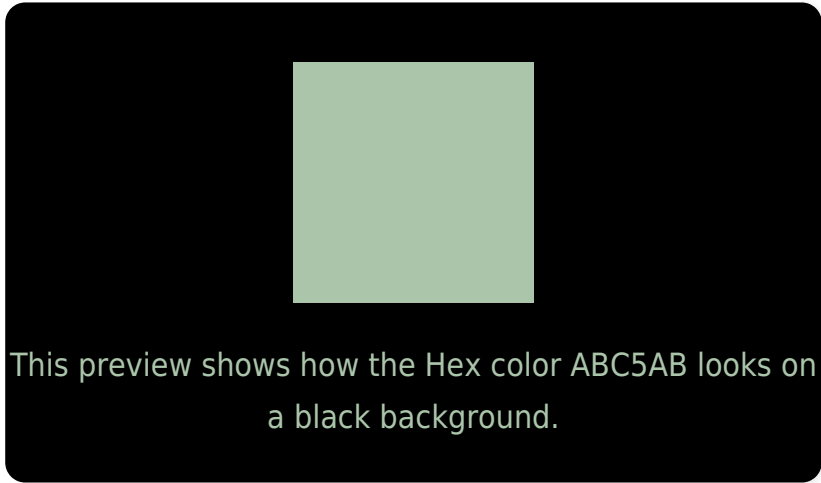 This preview shows how the Hex color ABC5AB looks on
a black background.